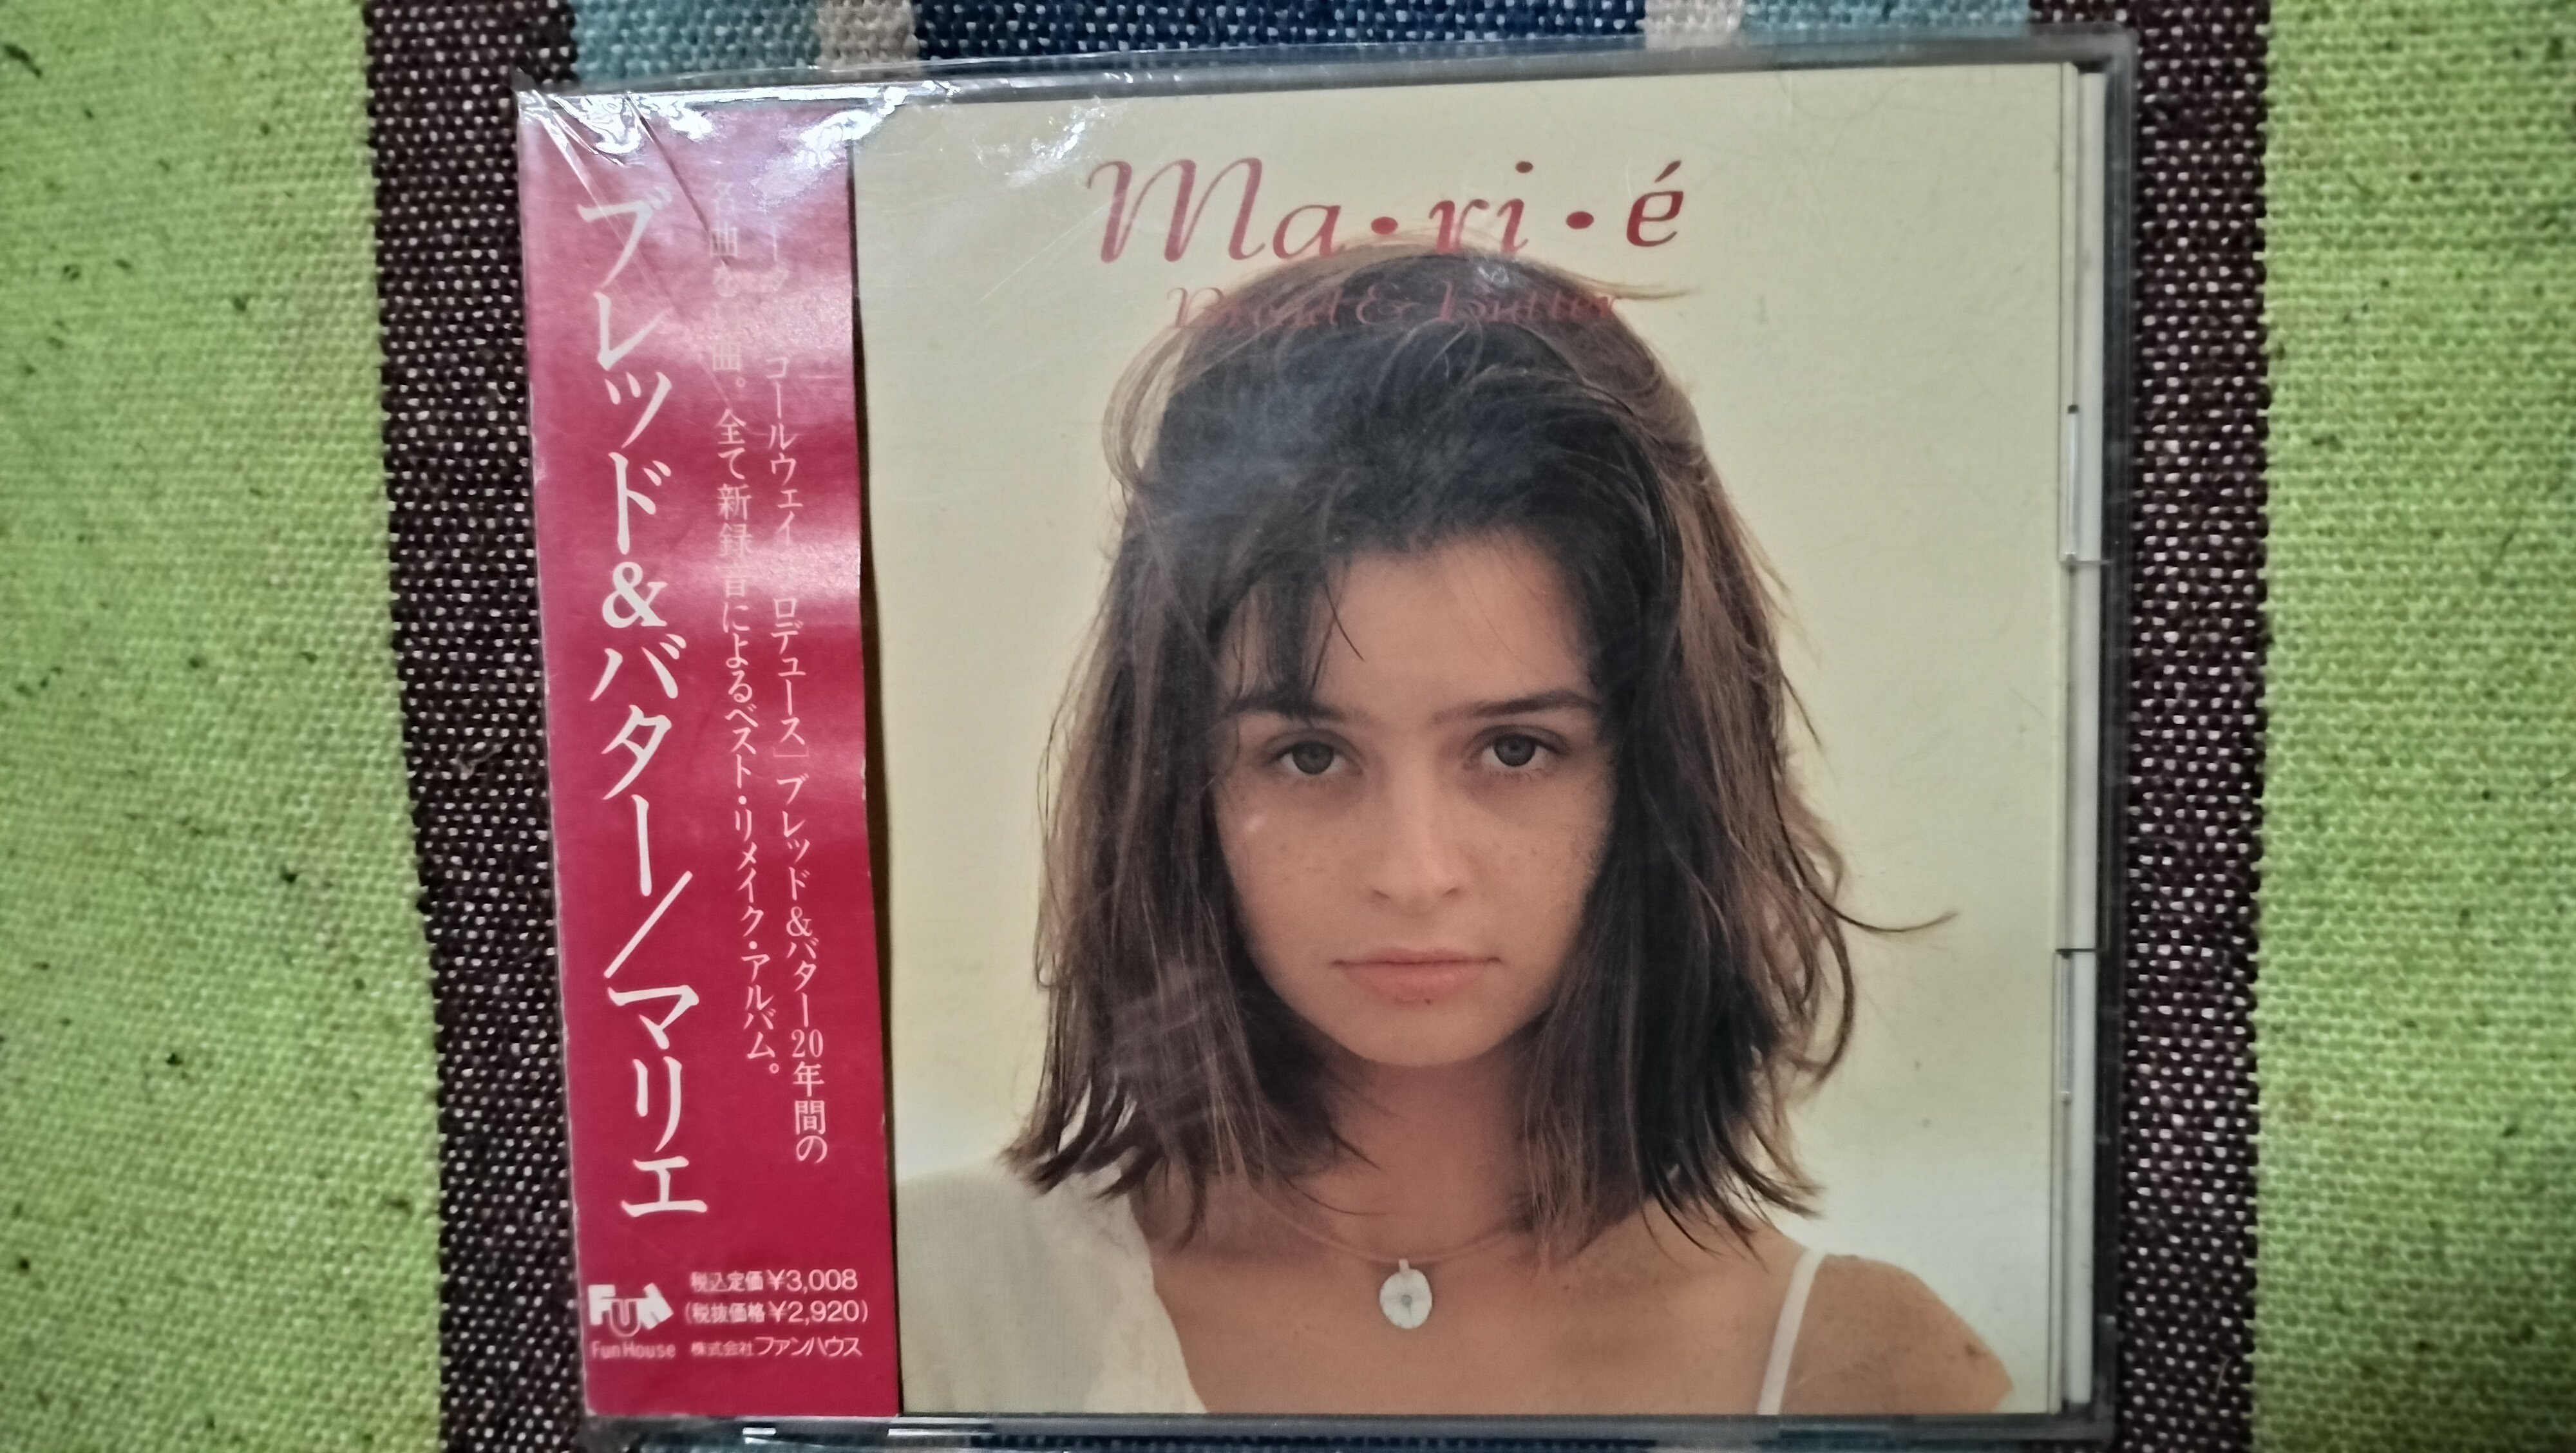 Ma・ri・é
Bread & Butter
ブレッド&バター/マリエ
コールウェイ ロデュース」ブレッド&バター20年間の
名曲 曲。全て新録音によるベスト・リメイク・アルバム。
税込定価¥3,008
(税抜価格¥2,920)
Fun
Fun House
株式会社ファンハウス